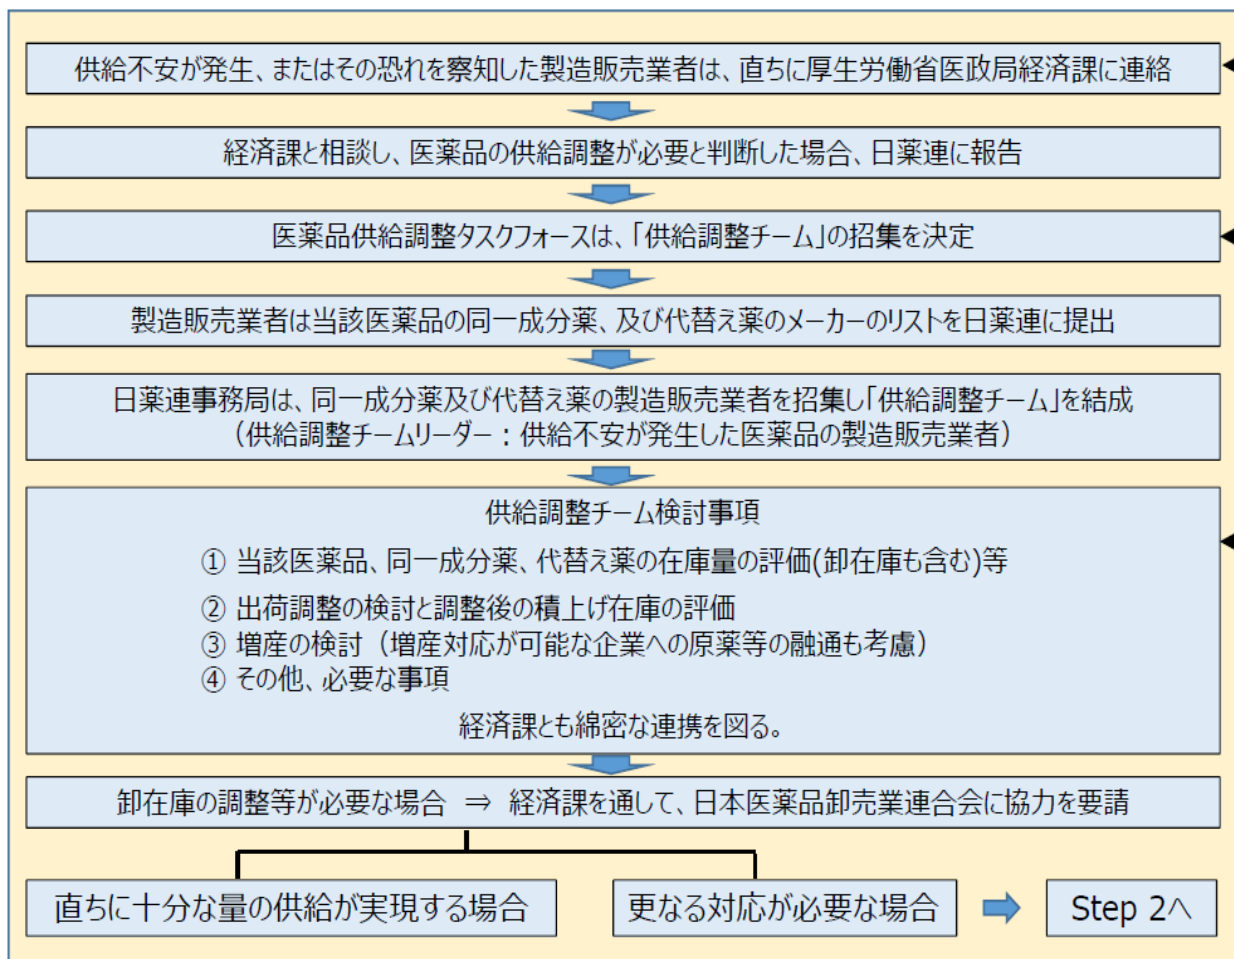 供給不安が発生、またはその恐れを察知した製造販売業者は、直ちに厚生労働省医政局経済課に連絡
経済課と相談し、医薬品の供給調整が必要と判断した場合、日薬連に報告
医薬品供給調整タスクフォースは、「供給調整チーム」の招集を決定
製造販売業者は当該医薬品の同一成分薬、及び代替え薬のメーカーのリストを日薬連に提出
日薬連事務局は、同一成分薬及び代替え薬の製造販売業者を招集し「供給調整チーム」を結成
（供給調整チームリーダー：供給不安が発生した医薬品の製造販売業者）
供給調整チーム検討事項
① 当該医薬品、同一成分薬、代替え薬の在庫量の評価(卸在庫も含む)等
② 出荷調整の検討と調整後の積上げ在庫の評価
③ 増産の検討（増産対応が可能な企業への原薬等の融通も考慮）
④ その他、必要な事項
経済課とも綿密な連携を図る。
卸在庫の調整等が必要な場合 ⇒ 経済課を通して、日本医薬品卸売業連合会に協力を要請
直ちに十分な量の供給が実現する場合
更なる対応が必要な場合
Step 2へ